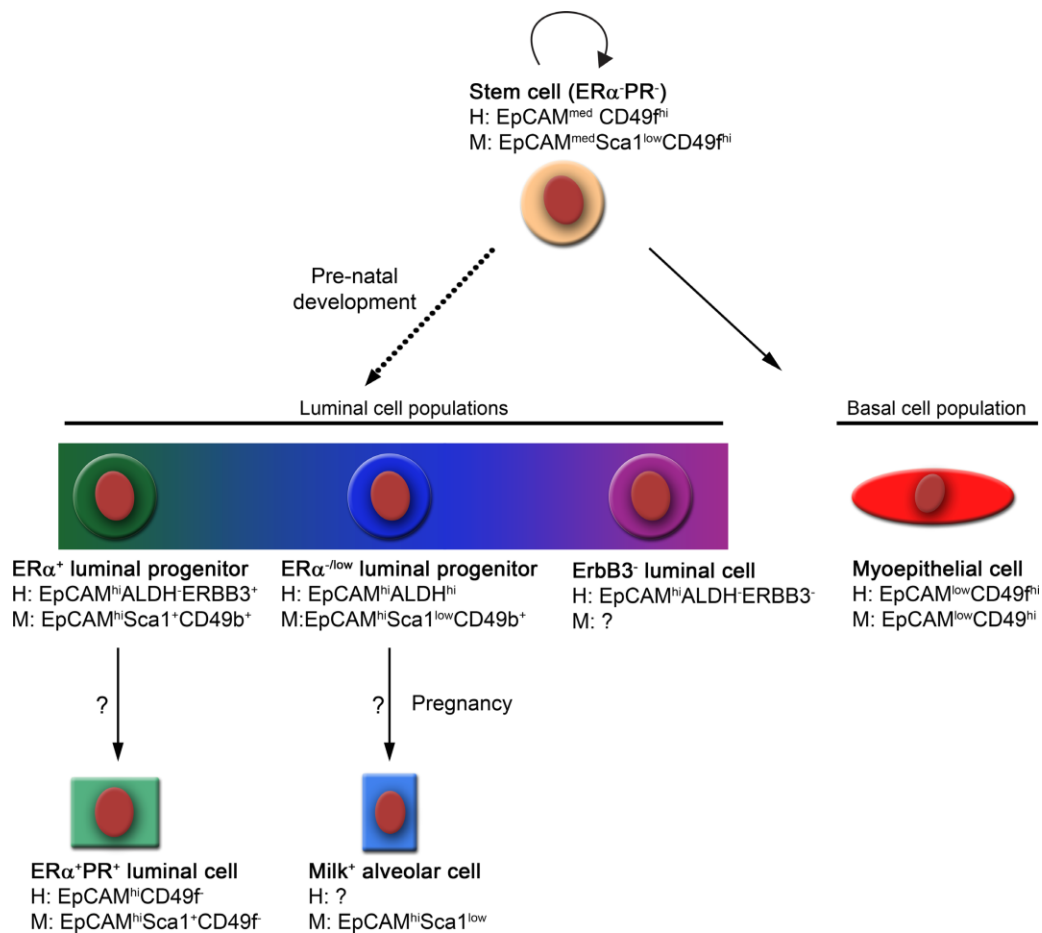 Stem cell (ERα⁻PR⁻)
H: EpCAMᵐᵉᵈ CD49fʰⁱ
M: EpCAMᵐᵉᵈSca1ˡᵒʷCD49fʰⁱ
Pre-natal
development
Luminal cell populations
Basal cell population
ERα⁺ luminal progenitor
H: EpCAMʰⁱALDH⁻ERBB3⁺
M: EpCAMʰⁱSca1⁺CD49b⁺
ERα⁻/ˡᵒʷ luminal progenitor
H: EpCAMʰⁱALDHʰⁱ
M:EpCAMʰⁱSca1ˡᵒʷCD49b⁺
ErbB3⁻ luminal cell
H: EpCAMʰⁱALDH⁻ERBB3⁻
M: ?
Myoepithelial cell
H: EpCAMˡᵒʷCD49fʰⁱ
M: EpCAMˡᵒʷCD49ʰⁱ
?
? Pregnancy
ERα⁺PR⁺ luminal cell
H: EpCAMʰⁱCD49f⁻
M: EpCAMʰⁱSca1⁺CD49f⁻
Milk⁺ alveolar cell
H: ?
M: EpCAMʰⁱSca1ˡᵒʷ